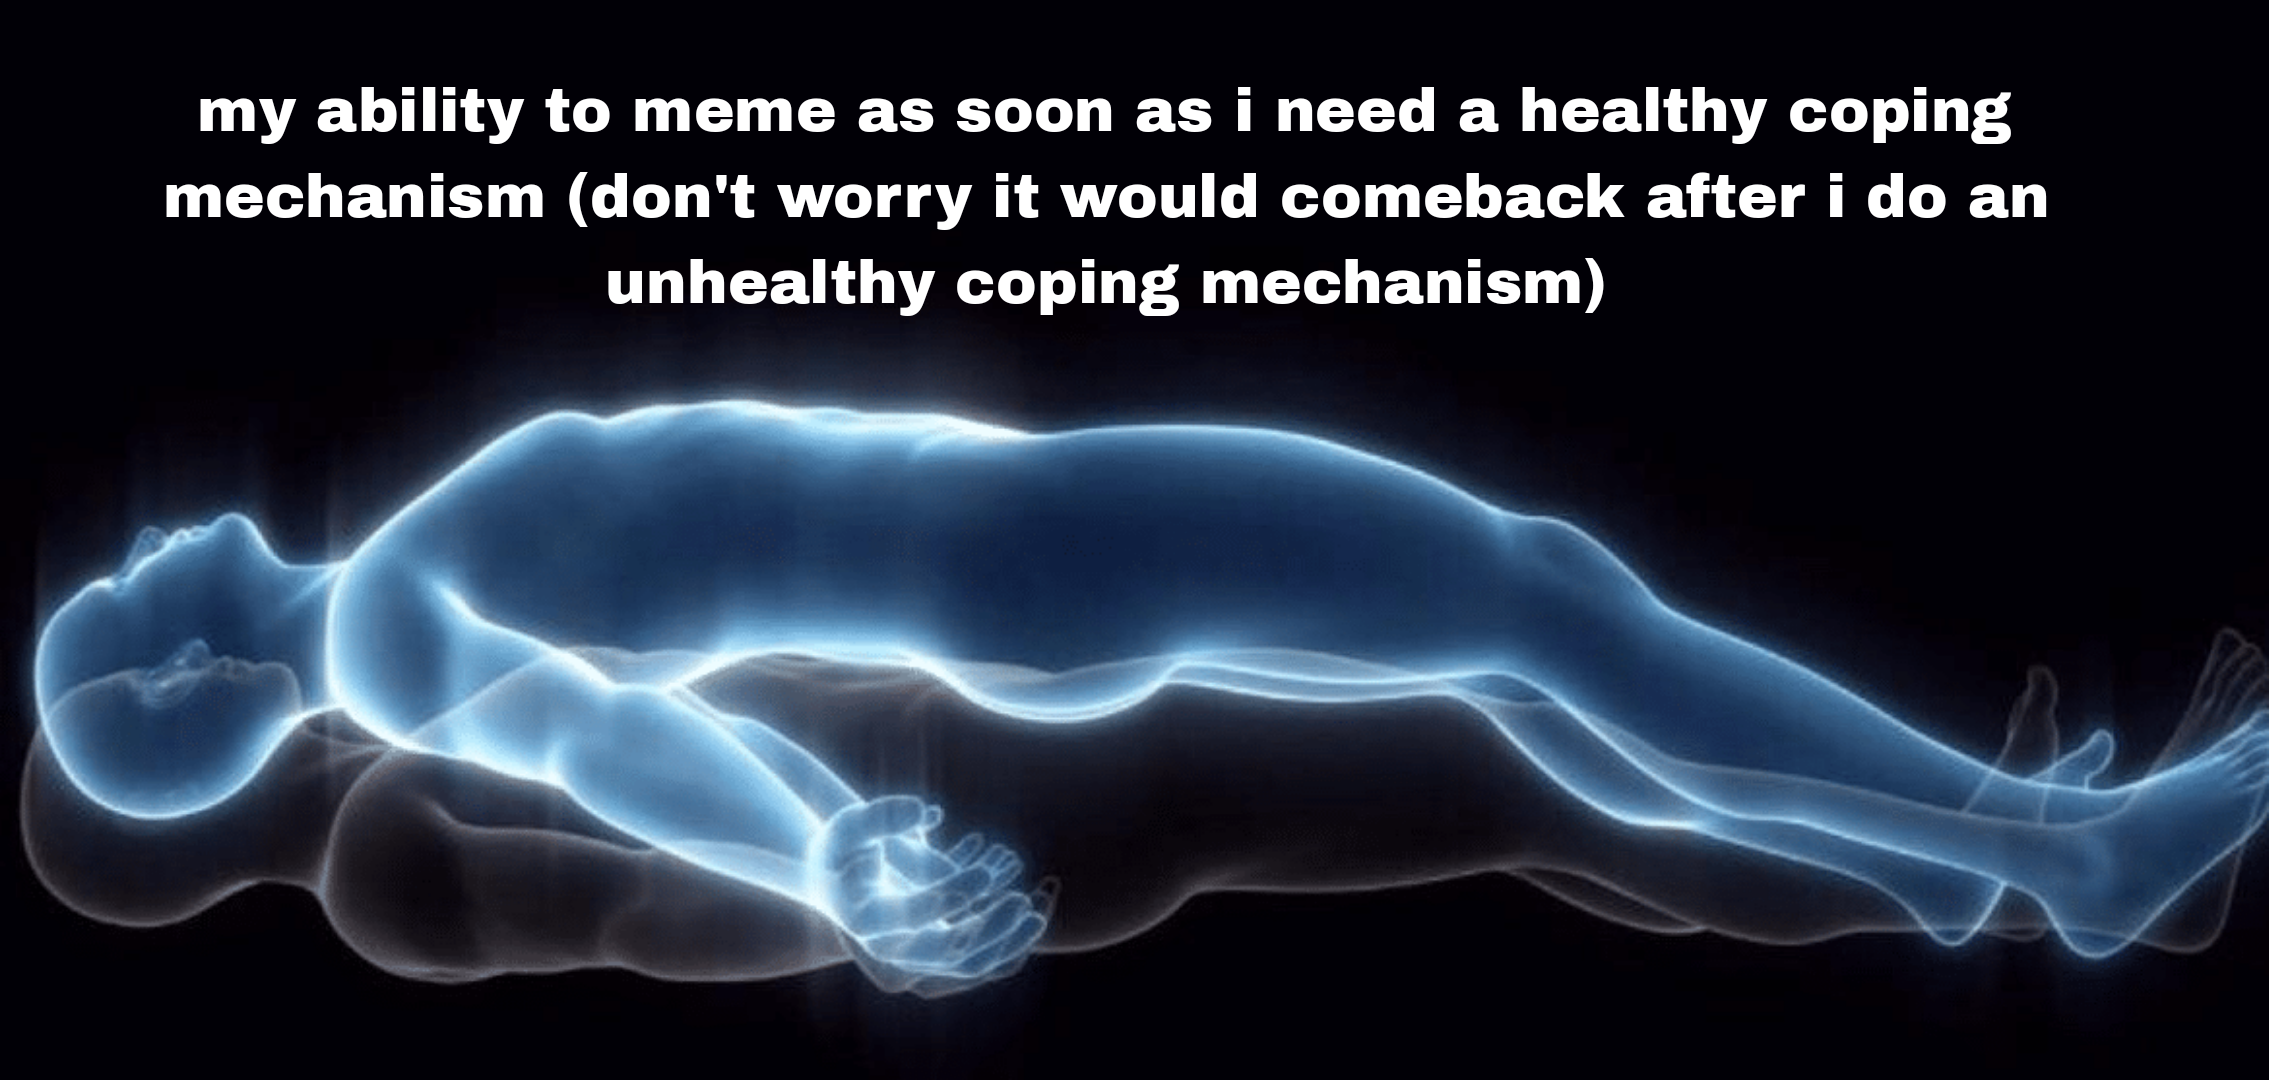 my ability to meme as soon as i need a healthy coping
mechanism (don't worry it would comeback after i do an
unhealthy coping mechanism)